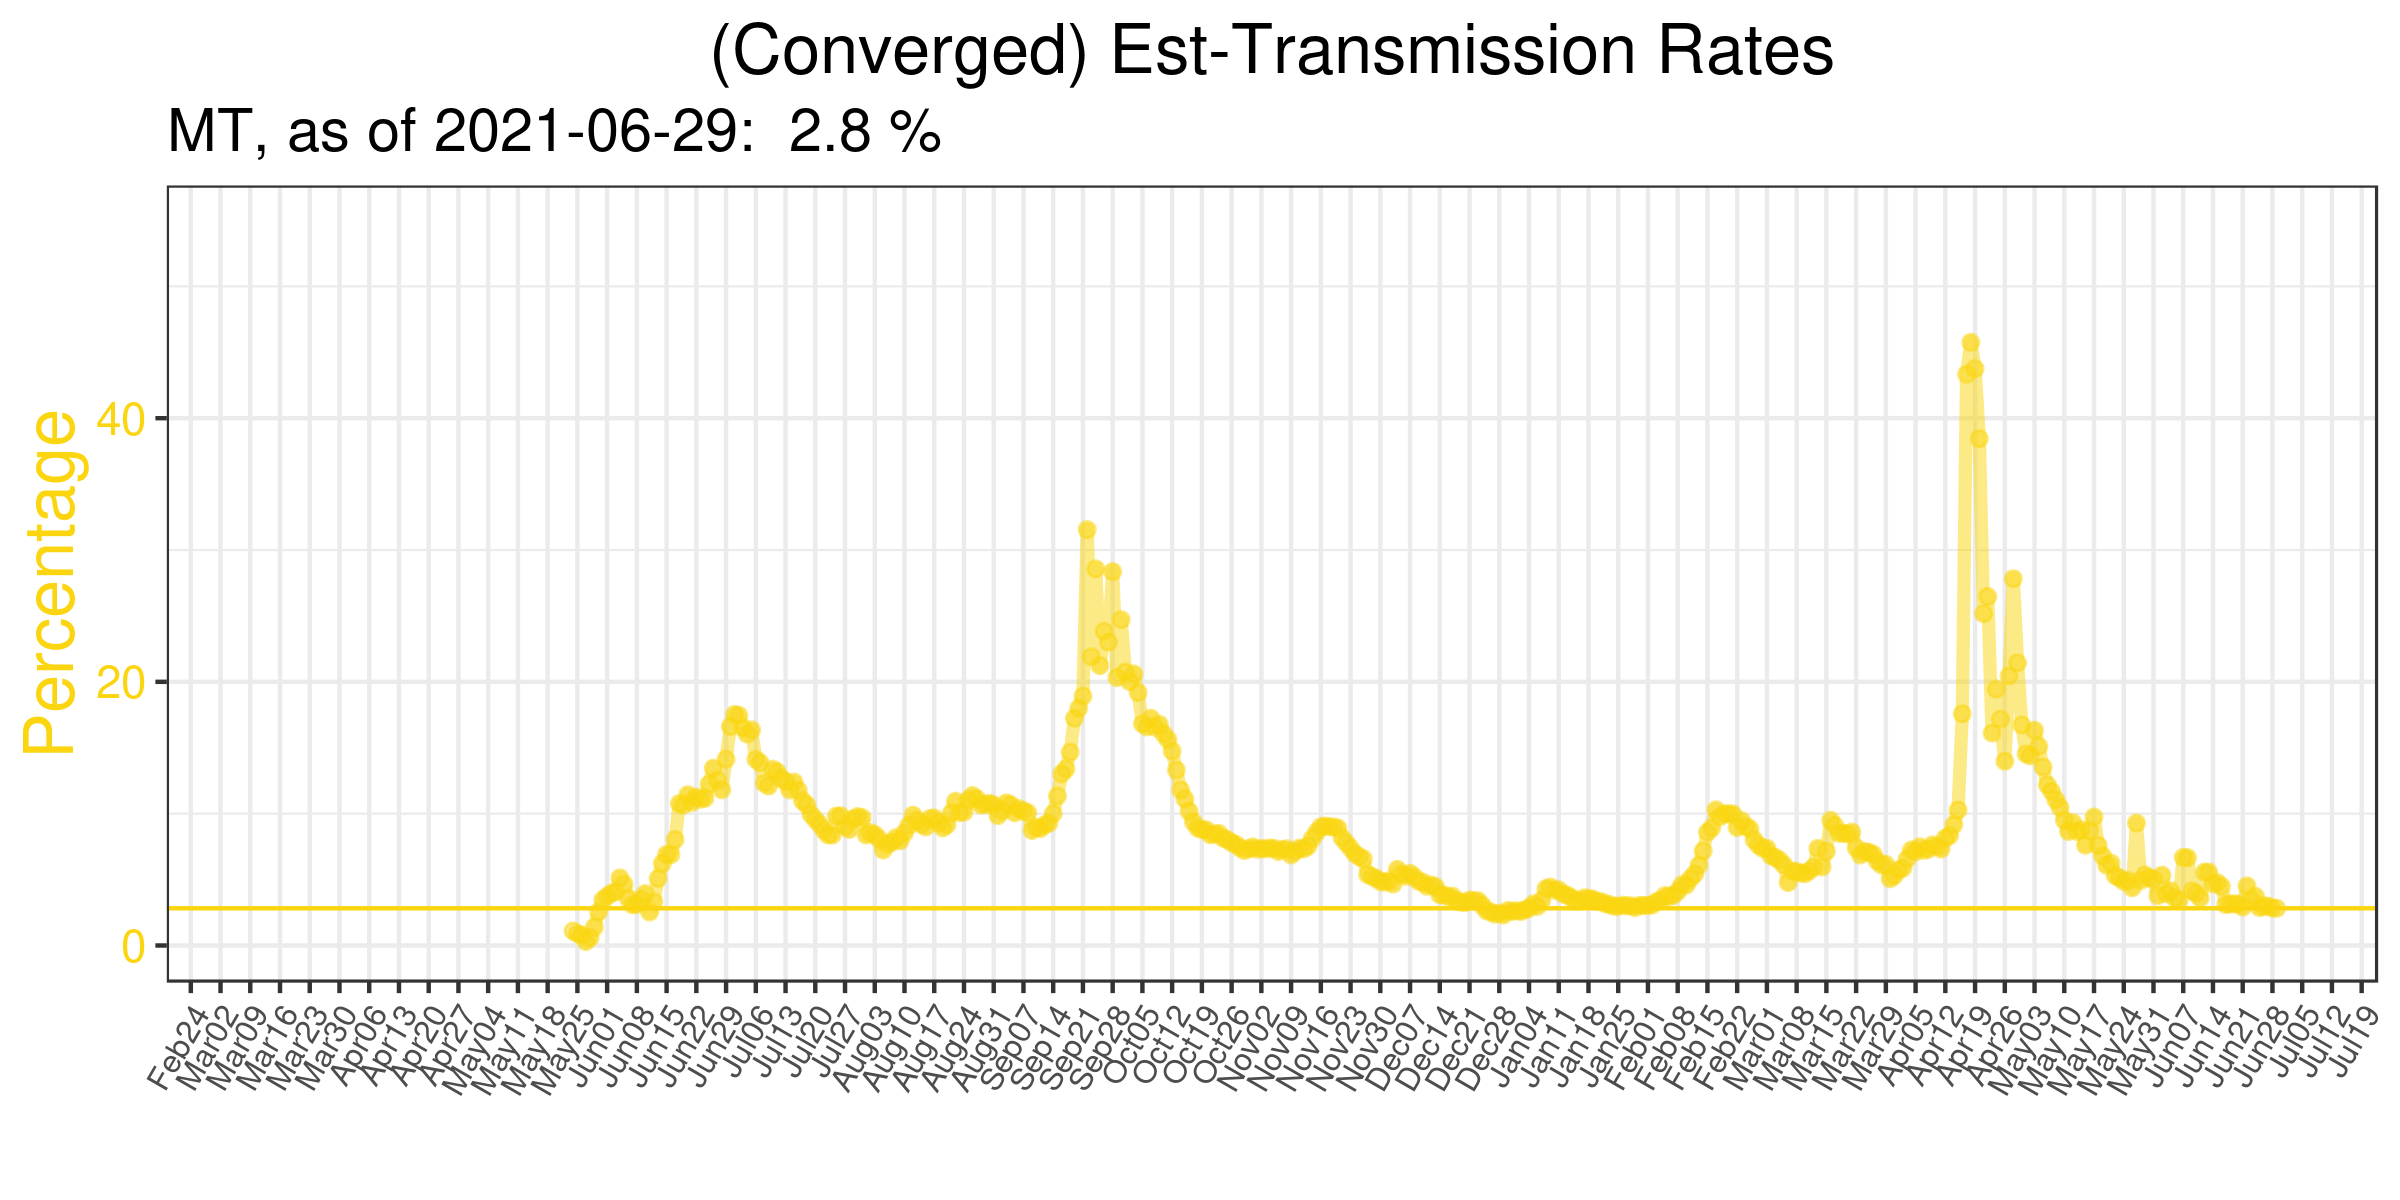 (Converged) Est-Transmission Rates
MT, as of 2021-06-29:  2.8 %
Percentage
40
20
0
Feb24
Mar02
Mar09
Mar16
Mar23
Mar30
Apr06
Apr13
Apr20
Apr27
May04
May11
May18
May25
Jun01
Jun08
Jun15
Jun22
Jun29
Jul06
Jul13
Jul20
Jul27
Aug03
Aug10
Aug17
Aug24
Aug31
Sep07
Sep14
Sep21
Sep28
Oct05
Oct12
Oct19
Oct26
Nov02
Nov09
Nov16
Nov23
Nov30
Dec07
Dec14
Dec21
Dec28
Jan04
Jan11
Jan18
Jan25
Feb01
Feb08
Feb15
Feb22
Mar01
Mar08
Mar15
Mar22
Mar29
Apr05
Apr12
Apr19
Apr26
May03
May10
May17
May24
May31
Jun07
Jun14
Jun21
Jun28
Jul05
Jul12
Jul19